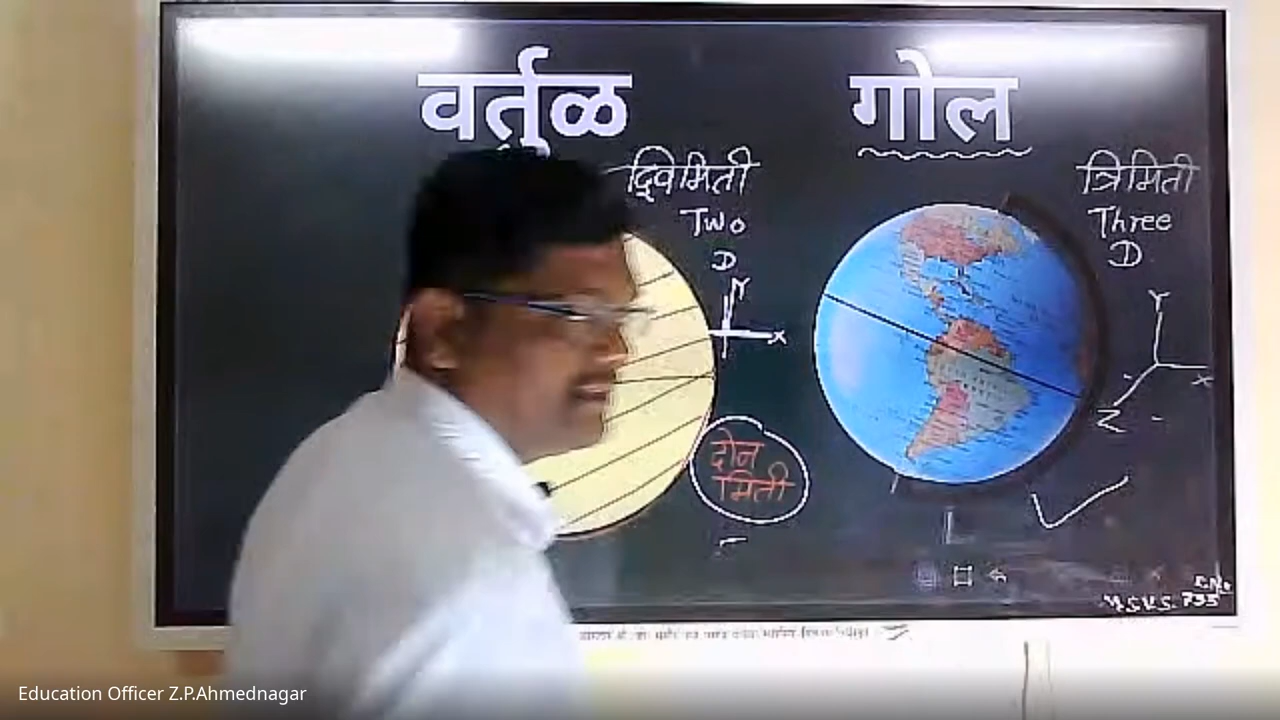 वर्तुळ
द्विमिती
Two
D
Y
X
दोन
मिती
गोल
त्रिमिती
Three
D
Y
X
Z
Education Officer Z.P.Ahmednagar